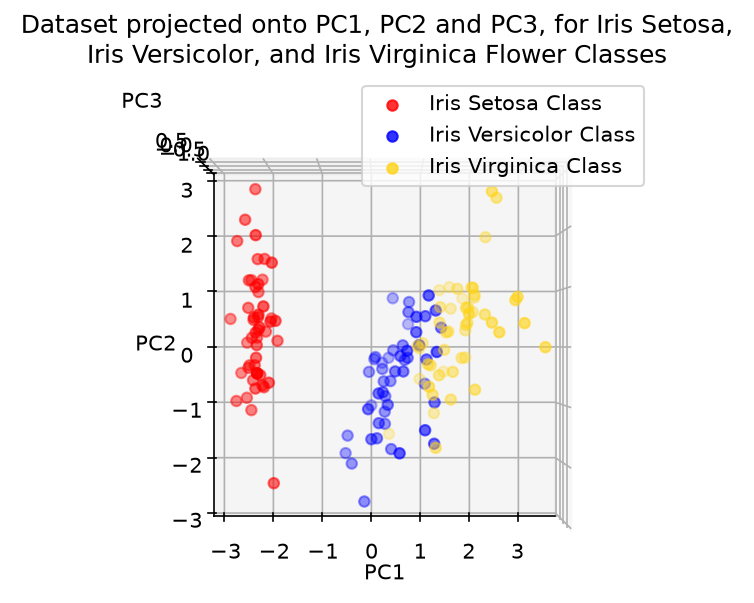 Dataset projected onto PC1, PC2 and PC3, for Iris Setosa,
Iris Versicolor, and Iris Virginica Flower Classes
PC3
Iris Setosa Class
Iris Versicolor Class
Iris Virginica Class
3
2
1
PC2
0
−1
−2
−3
−3 −2 −1 0 1 2 3
PC1